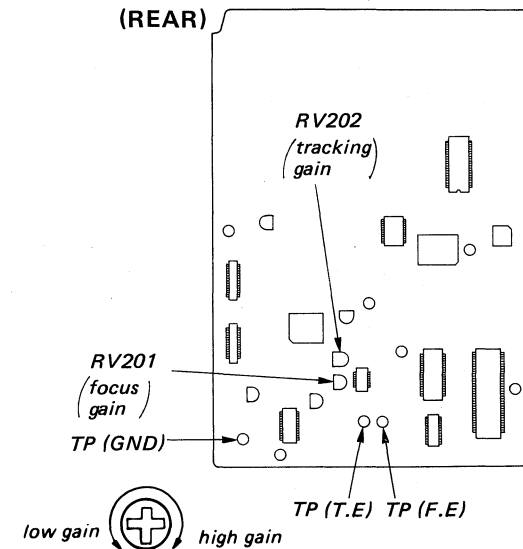 (REAR)
RV202
(tracking
gain)
RV201
(focus
gain)
TP (GND)
TP (T.E) TP (F.E)
low gain
high gain